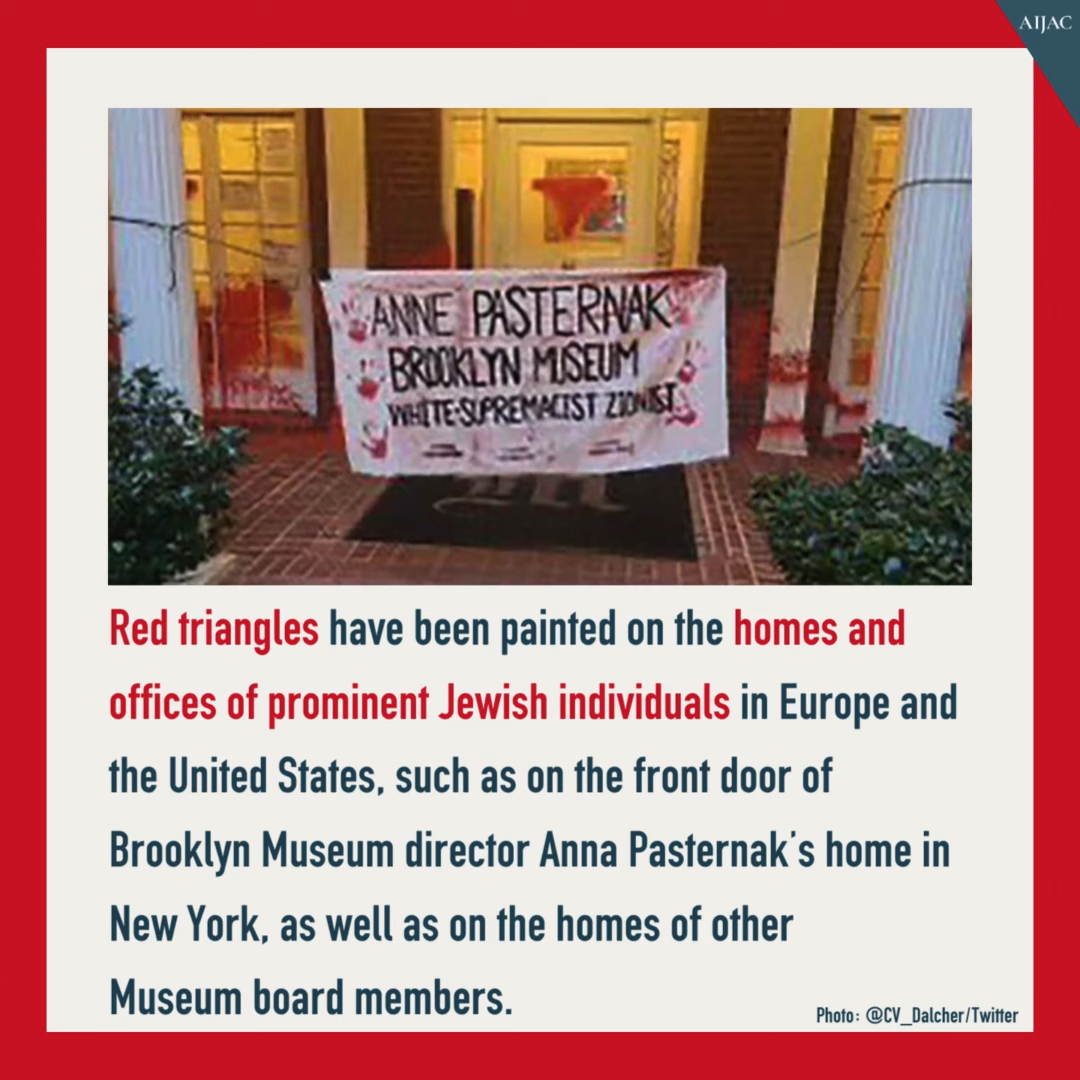 AIJAC
ANNE PASTERNAK
BROOKLYN MUSEUM
WHITE-SUPREMACIST ZIONIST
Red triangles have been painted on the homes and
offices of prominent Jewish individuals in Europe and
the United States, such as on the front door of
Brooklyn Museum director Anna Pasternak's home in
New York, as well as on the homes of other
Museum board members.
Photo: @CV_Dalcher/Twitter